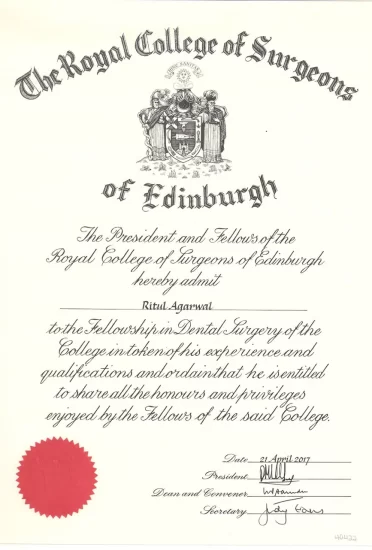 The Royal College of Surgeons
of Edinburgh
The President and Fellows of the
Royal College of Surgeons of Edinburgh
hereby admit
Ritul Agarwal
to the Fellowship in Dental Surgery of the
College in token of his experience and
qualifications and ordain that he is entitled
to share all the honours and privileges
enjoyed by the Fellows of the said College.
Date 21 April 2017
President
Dean and Convener
Secretary Judy Evans